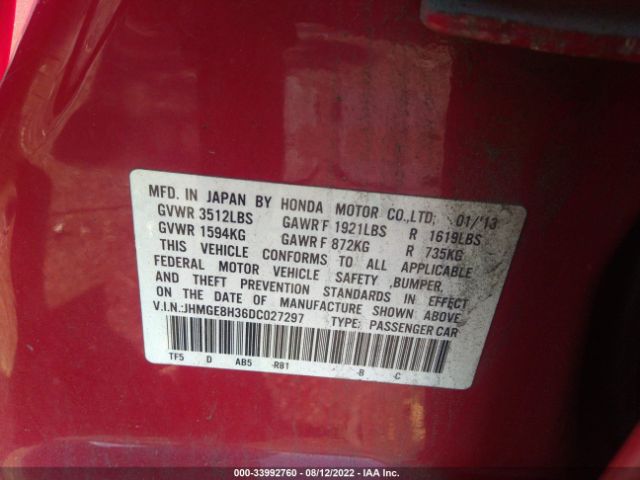 MFD. IN JAPAN BY HONDA MOTOR CO.,LTD. 01/'13
GVWR 3512LBS GAWR F 1921LBS R 1619LBS
GVWR 1594KG GAWR F 872KG R 735KG
THIS VEHICLE CONFORMS TO ALL APPLICABLE
FEDERAL MOTOR VEHICLE SAFETY ,BUMPER,
AND THEFT PREVENTION STANDARDS IN EFFECT
ON THE DATE OF MANUFACTURE SHOWN ABOVE.
V.I.N.:JHMGE8H36DC027297 TYPE: PASSENGER CAR
TF5 D AB5 -R81 -B C
000-33992760 - 08/12/2022 - IAA Inc.